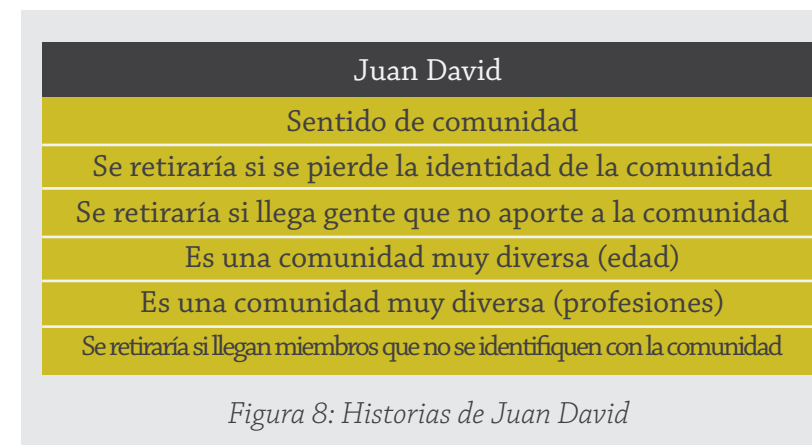 Juan David
Sentido de comunidad
Se retiraría si se pierde la identidad de la comunidad
Se retiraría si llega gente que no aporte a la comunidad
Es una comunidad muy diversa (edad)
Es una comunidad muy diversa (profesiones)
Se retiraría si llegan miembros que no se identifiquen con la comunidad
Figura 8: Historias de Juan David